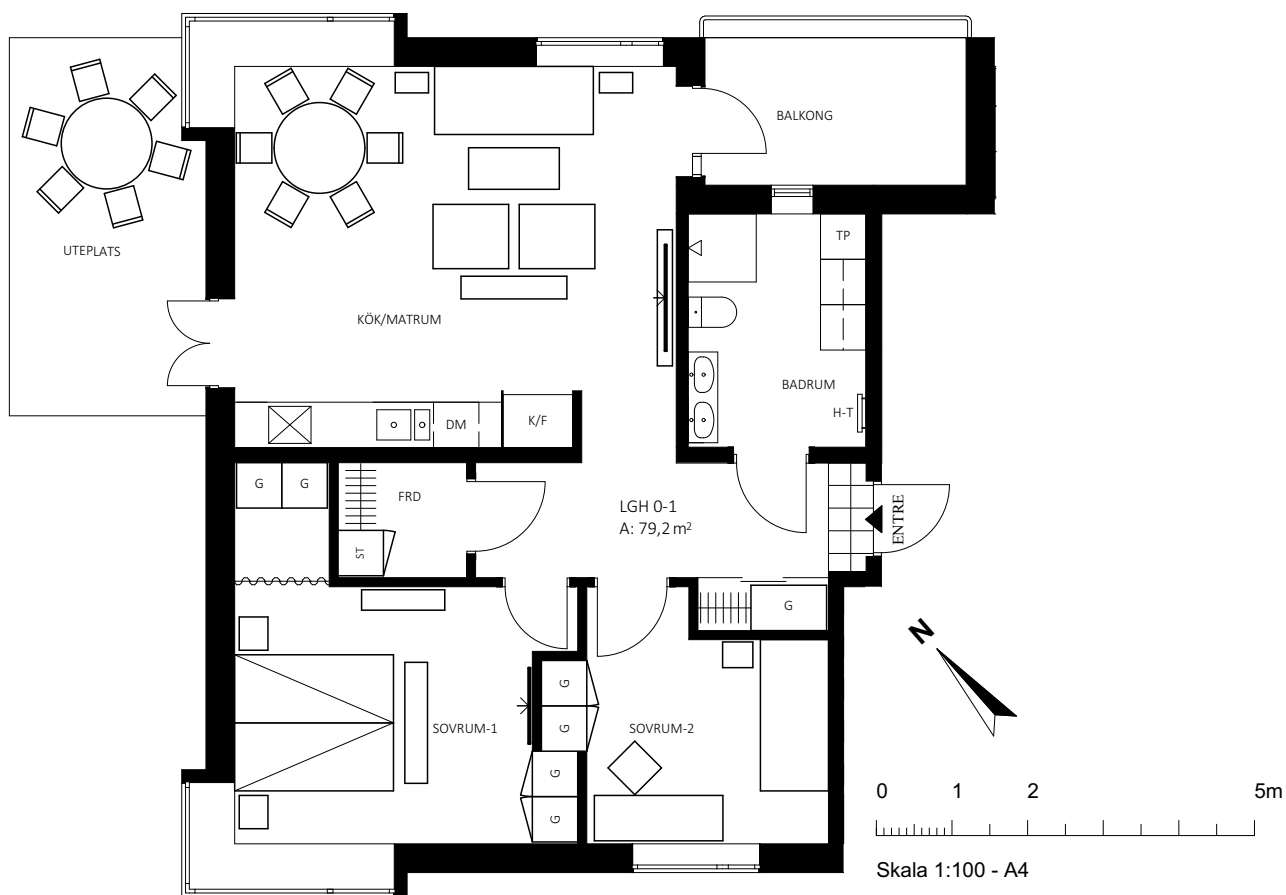 BALKONG
TP
UTEPLATS
KÖK/MATRUM
BADRUM
H-T
DM
K/F
G
G
FRD
ST
LGH 0-1
A: 79,2 m²
ENTRE
G
N
G
G
SOVRUM-1
SOVRUM-2
G
G
0 1 2 5m
Skala 1:100 - A4